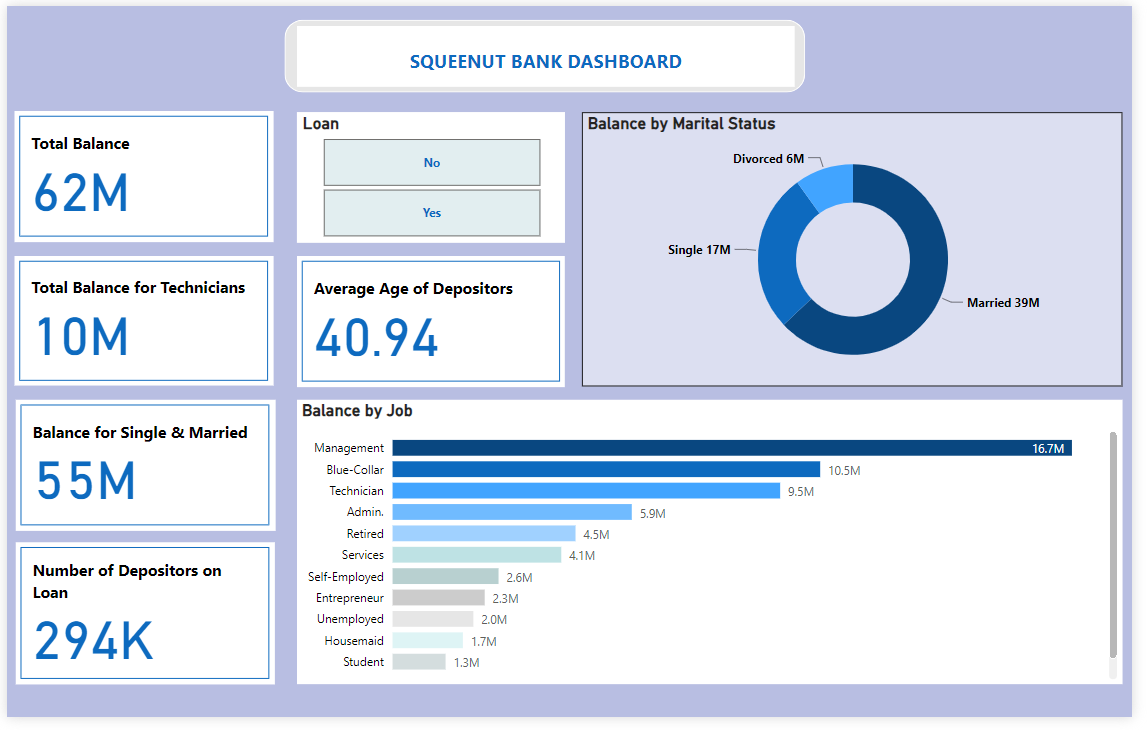 SQUEENUT BANK DASHBOARD
Total Balance
62M
Loan
No
Yes
Balance by Marital Status
Divorced 6M
Single 17M
Married 39M
Total Balance for Technicians
10M
Average Age of Depositors
40.94
Balance for Single & Married
55M
Number of Depositors on
Loan
294K
Balance by Job
Management 16.7M
Blue-Collar 10.5M
Technician 9.5M
Admin. 5.9M
Retired 4.5M
Services 4.1M
Self-Employed 2.6M
Entrepreneur 2.3M
Unemployed 2.0M
Housemaid 1.7M
Student 1.3M